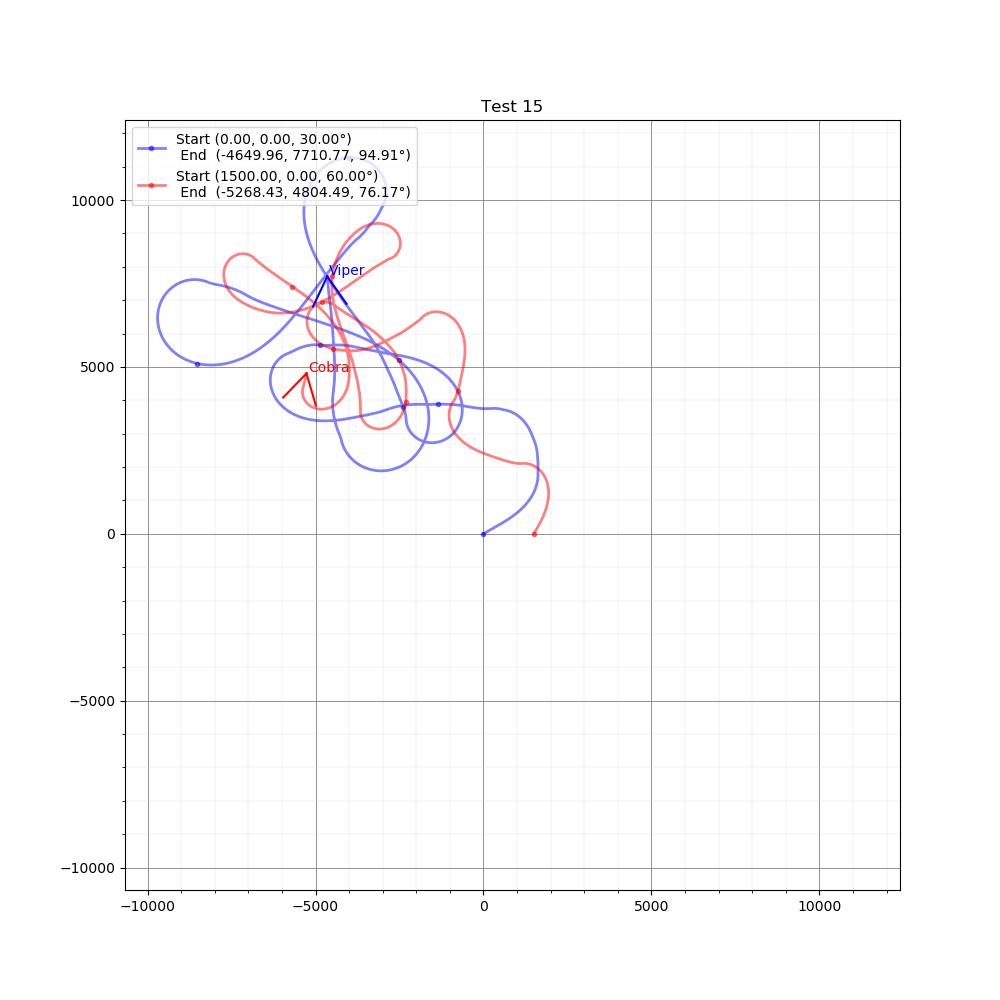 Test 15
Start (0.00, 0.00, 30.00°)
End  (-4649.96, 7710.77, 94.91°)
Start (1500.00, 0.00, 60.00°)
End  (-5268.43, 4804.49, 76.17°)
10000
Viper
5000
Cobra
0
−5000
−10000
−10000 −5000 0 5000 10000